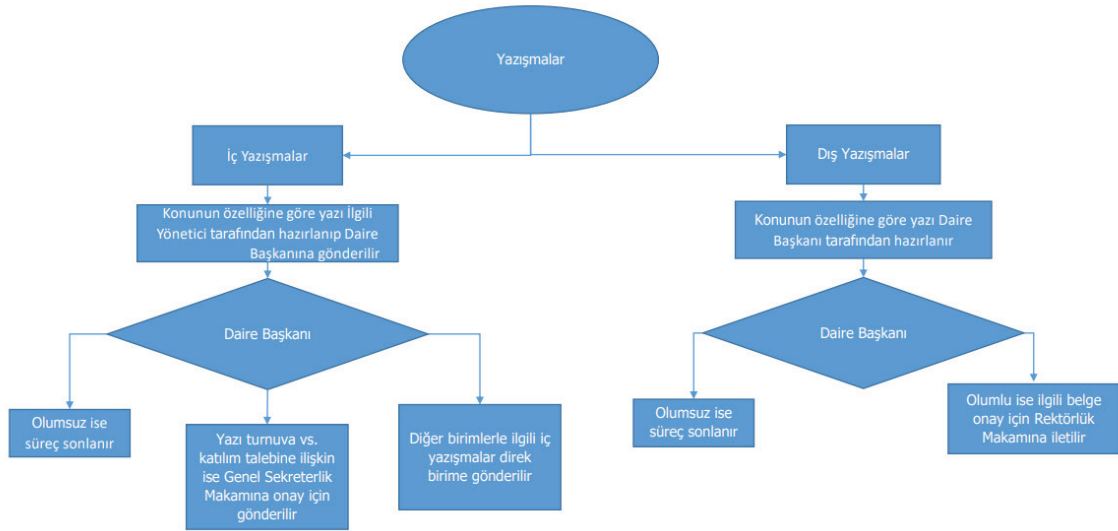 Yazışmalar
İç Yazışmalar
Dış Yazışmalar
Konunun özelliğine göre yazı İlgili
Yönetici tarafından hazırlanıp Daire
Başkanına gönderilir
Konunun özelliğine göre yazı Daire
Başkanı tarafından hazırlanır
Daire Başkanı
Daire Başkanı
Olumsuz ise
süreç sonlanır
Yazı turnuva vs.
katılım talebine ilişkin
ise Genel Sekreterlik
Makamına onay için
gönderilir
Diğer birimlerle ilgili iç
yazışmalar direk
birime gönderilir
Olumsuz ise
süreç sonlanır
Olumlu ise ilgili belge
onay için Rektörlük
Makamına iletilir